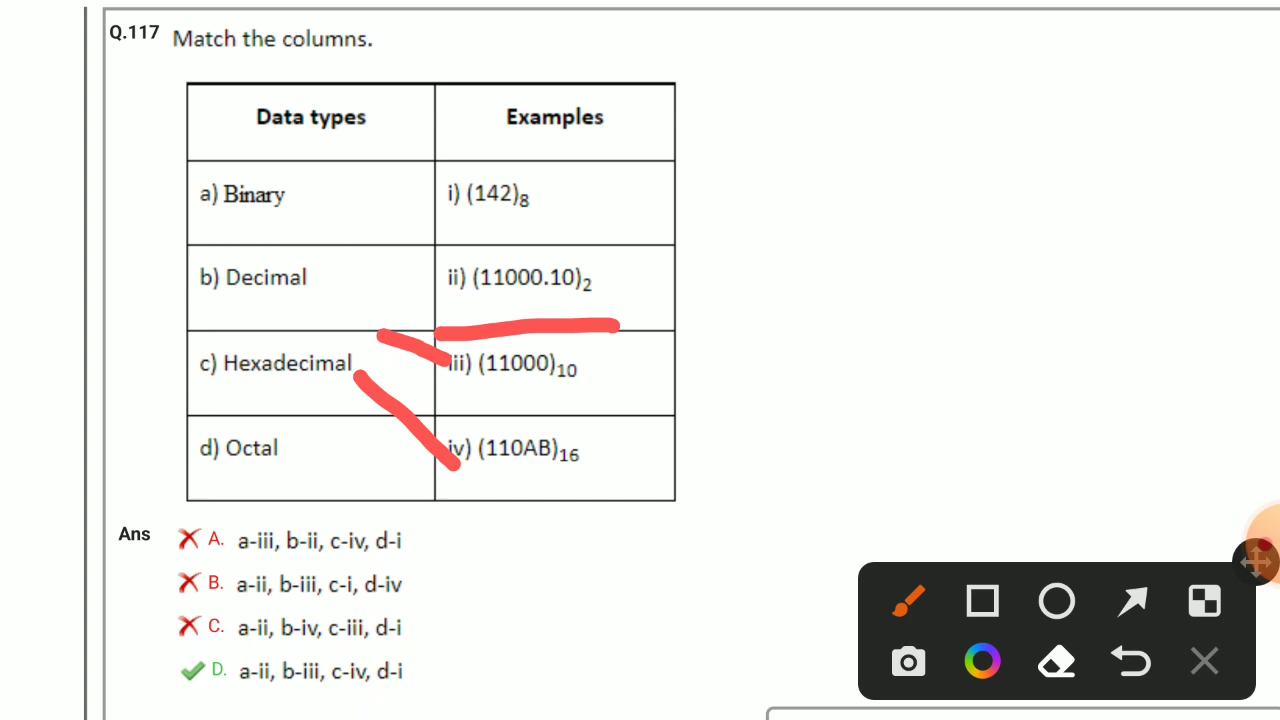 Q.117 Match the columns.
Data types Examples
a) Binary i) (142)₈
b) Decimal ii) (11000.10)₂
c) Hexadecimal iii) (11000)₁₀
d) Octal iv) (110AB)₁₆
Ans A. a-iii, b-ii, c-iv, d-i
B. a-ii, b-iii, c-i, d-iv
C. a-ii, b-iv, c-iii, d-i
D. a-ii, b-iii, c-iv, d-i